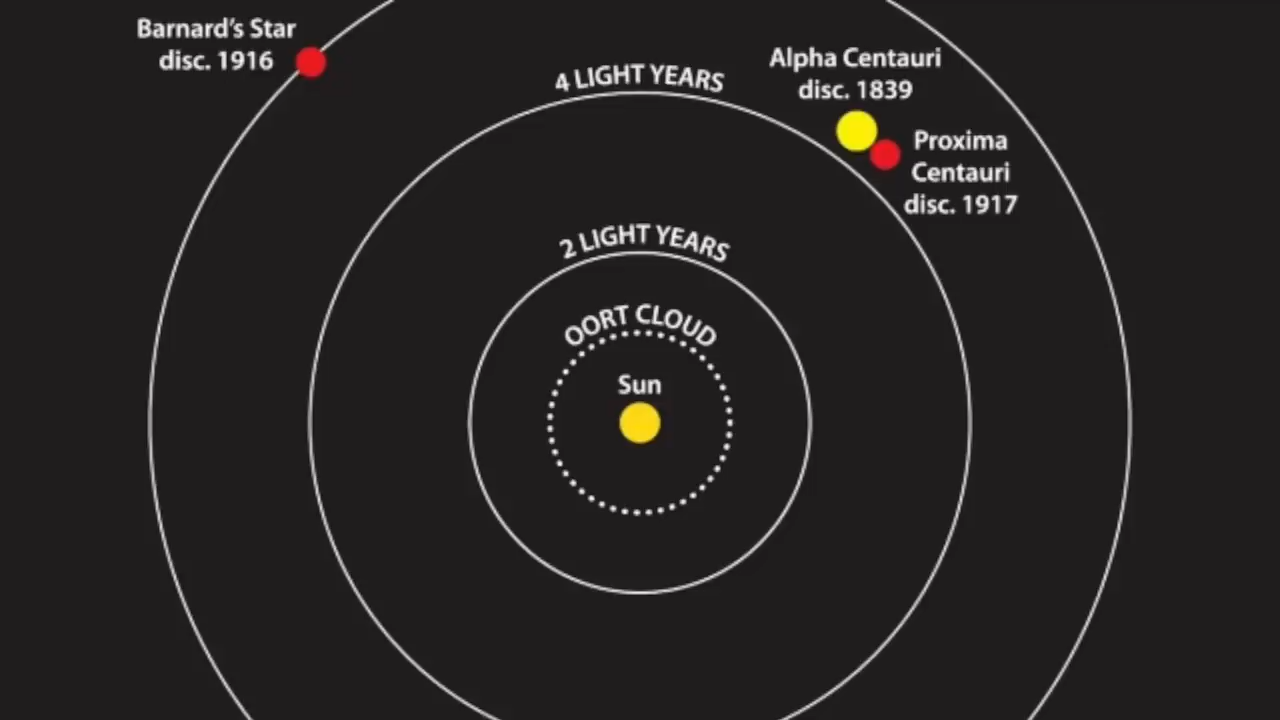 Barnard's Star
disc. 1916
4 LIGHT YEARS
Alpha Centauri
disc. 1839
Proxima
Centauri
disc. 1917
2 LIGHT YEARS
OORT CLOUD
Sun